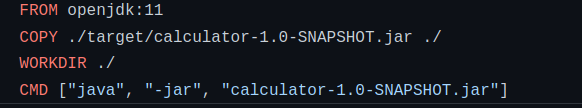 FROM openjdk:11
COPY ./target/calculator-1.0-SNAPSHOT.jar ./
WORKDIR ./
CMD ["java", "-jar", "calculator-1.0-SNAPSHOT.jar"]